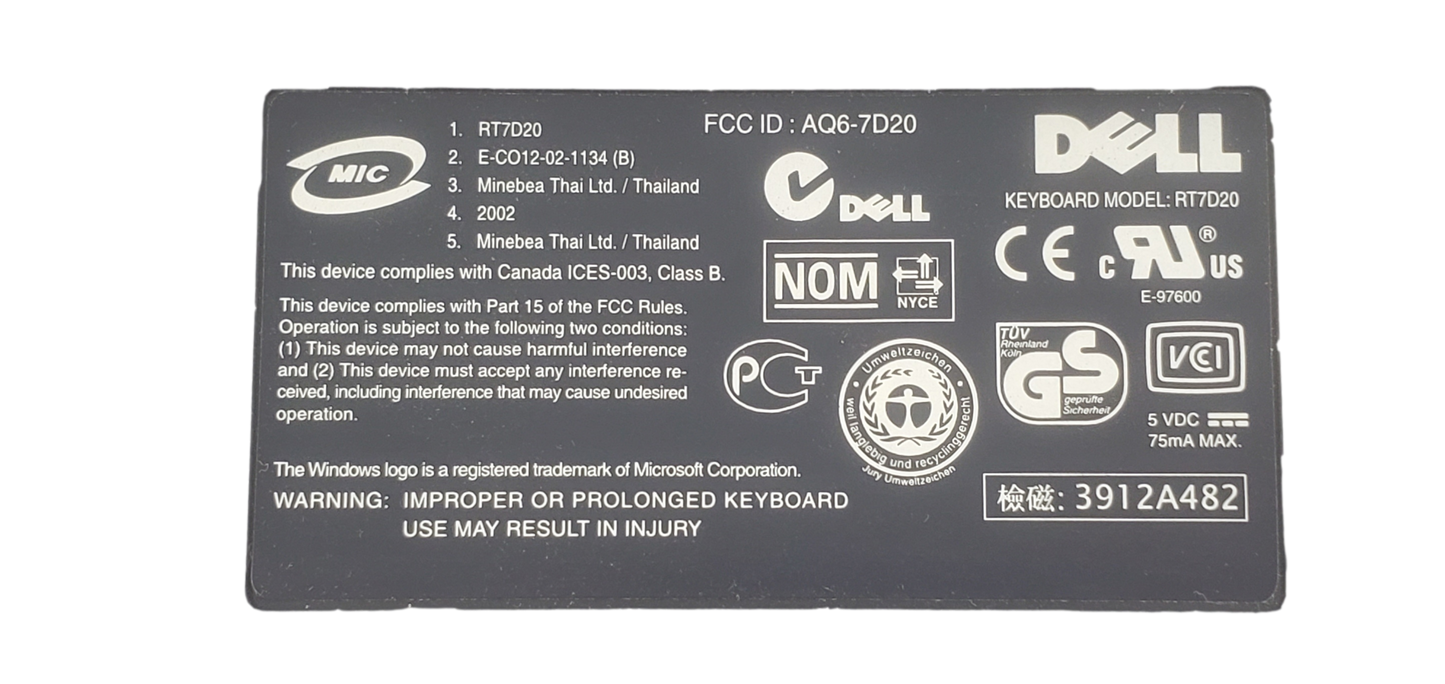 MIC
1. RT7D20
2. E-CO12-02-1134 (B)
3. Minebea Thai Ltd. / Thailand
4. 2002
5. Minebea Thai Ltd. / Thailand
This device complies with Canada ICES-003, Class B.
This device complies with Part 15 of the FCC Rules.
Operation is subject to the following two conditions:
(1) This device may not cause harmful interference
and (2) This device must accept any interference re-
ceived, including interference that may cause undesired
operation.
The Windows logo is a registered trademark of Microsoft Corporation.
WARNING: IMPROPER OR PROLONGED KEYBOARD
USE MAY RESULT IN INJURY
FCC ID : AQ6-7D20
DELL
NOM
NYCE
PCT
Umweltzeichen
weil langlebig und recyclinggerecht
Jury Umweltzeichen
DELL
KEYBOARD MODEL: RT7D20
CE
c RU ® US
E-97600
TÜV
Rheinland
Köln
GS
geprüfte
Sicherheit
VCI
5 VDC
75mA MAX.
檢磁: 3912A482